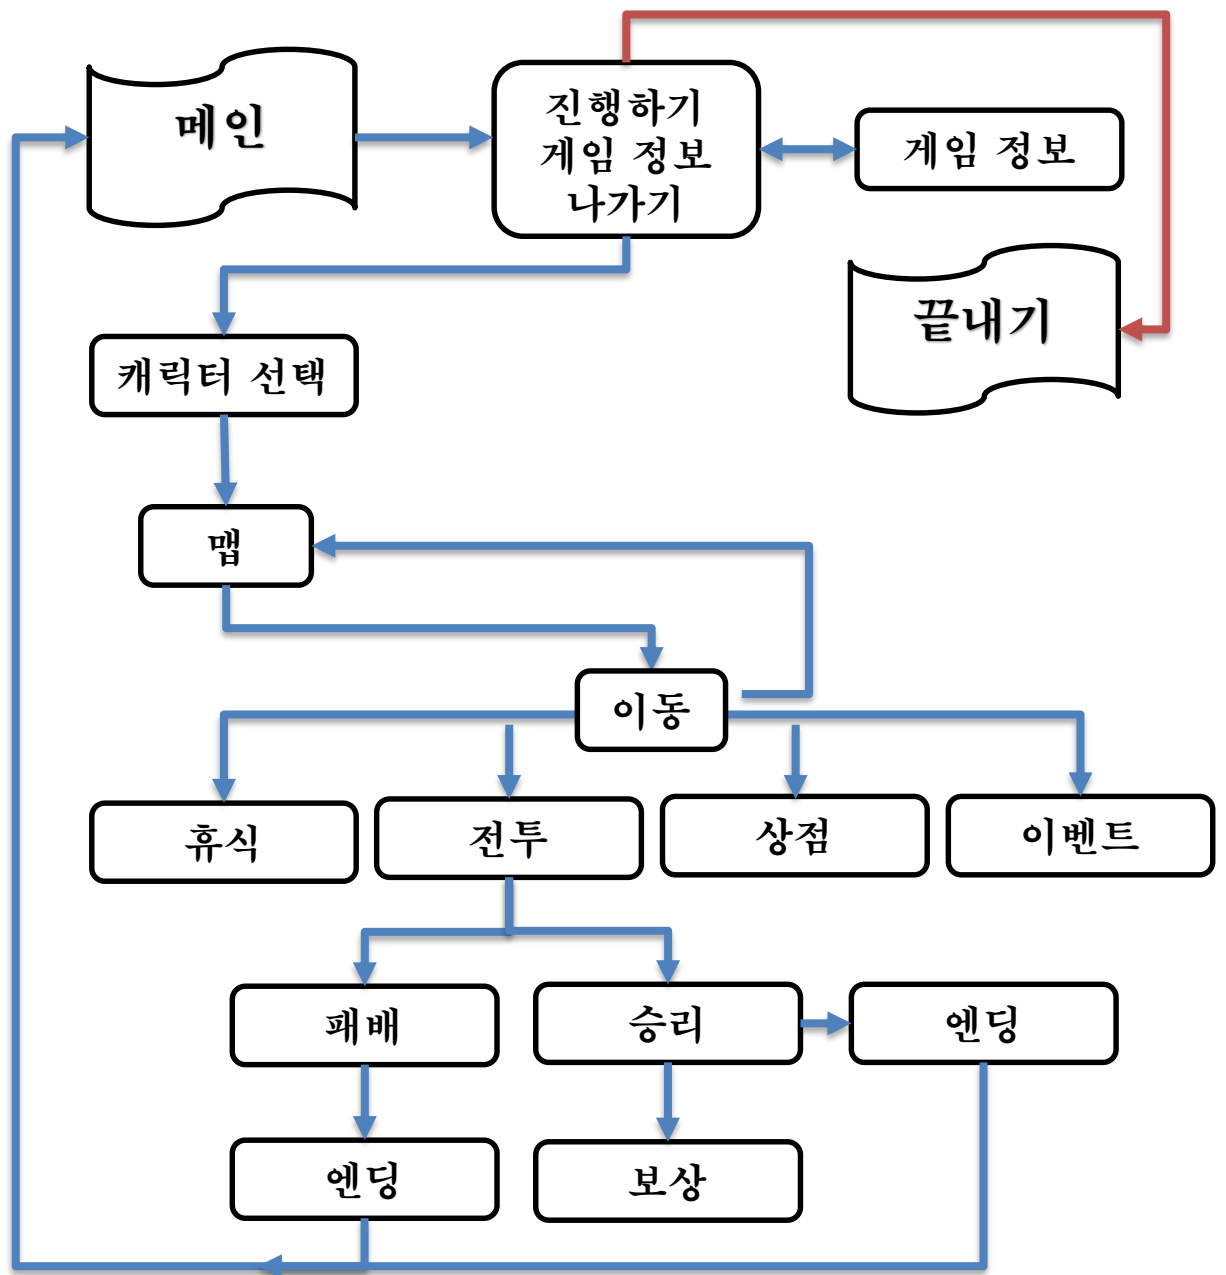 메인
진행하기
게임 정보
나가기
게임 정보
끝내기
캐릭터 선택
맵
이동
휴식
전투
상점
이벤트
패배
승리
엔딩
엔딩
보상